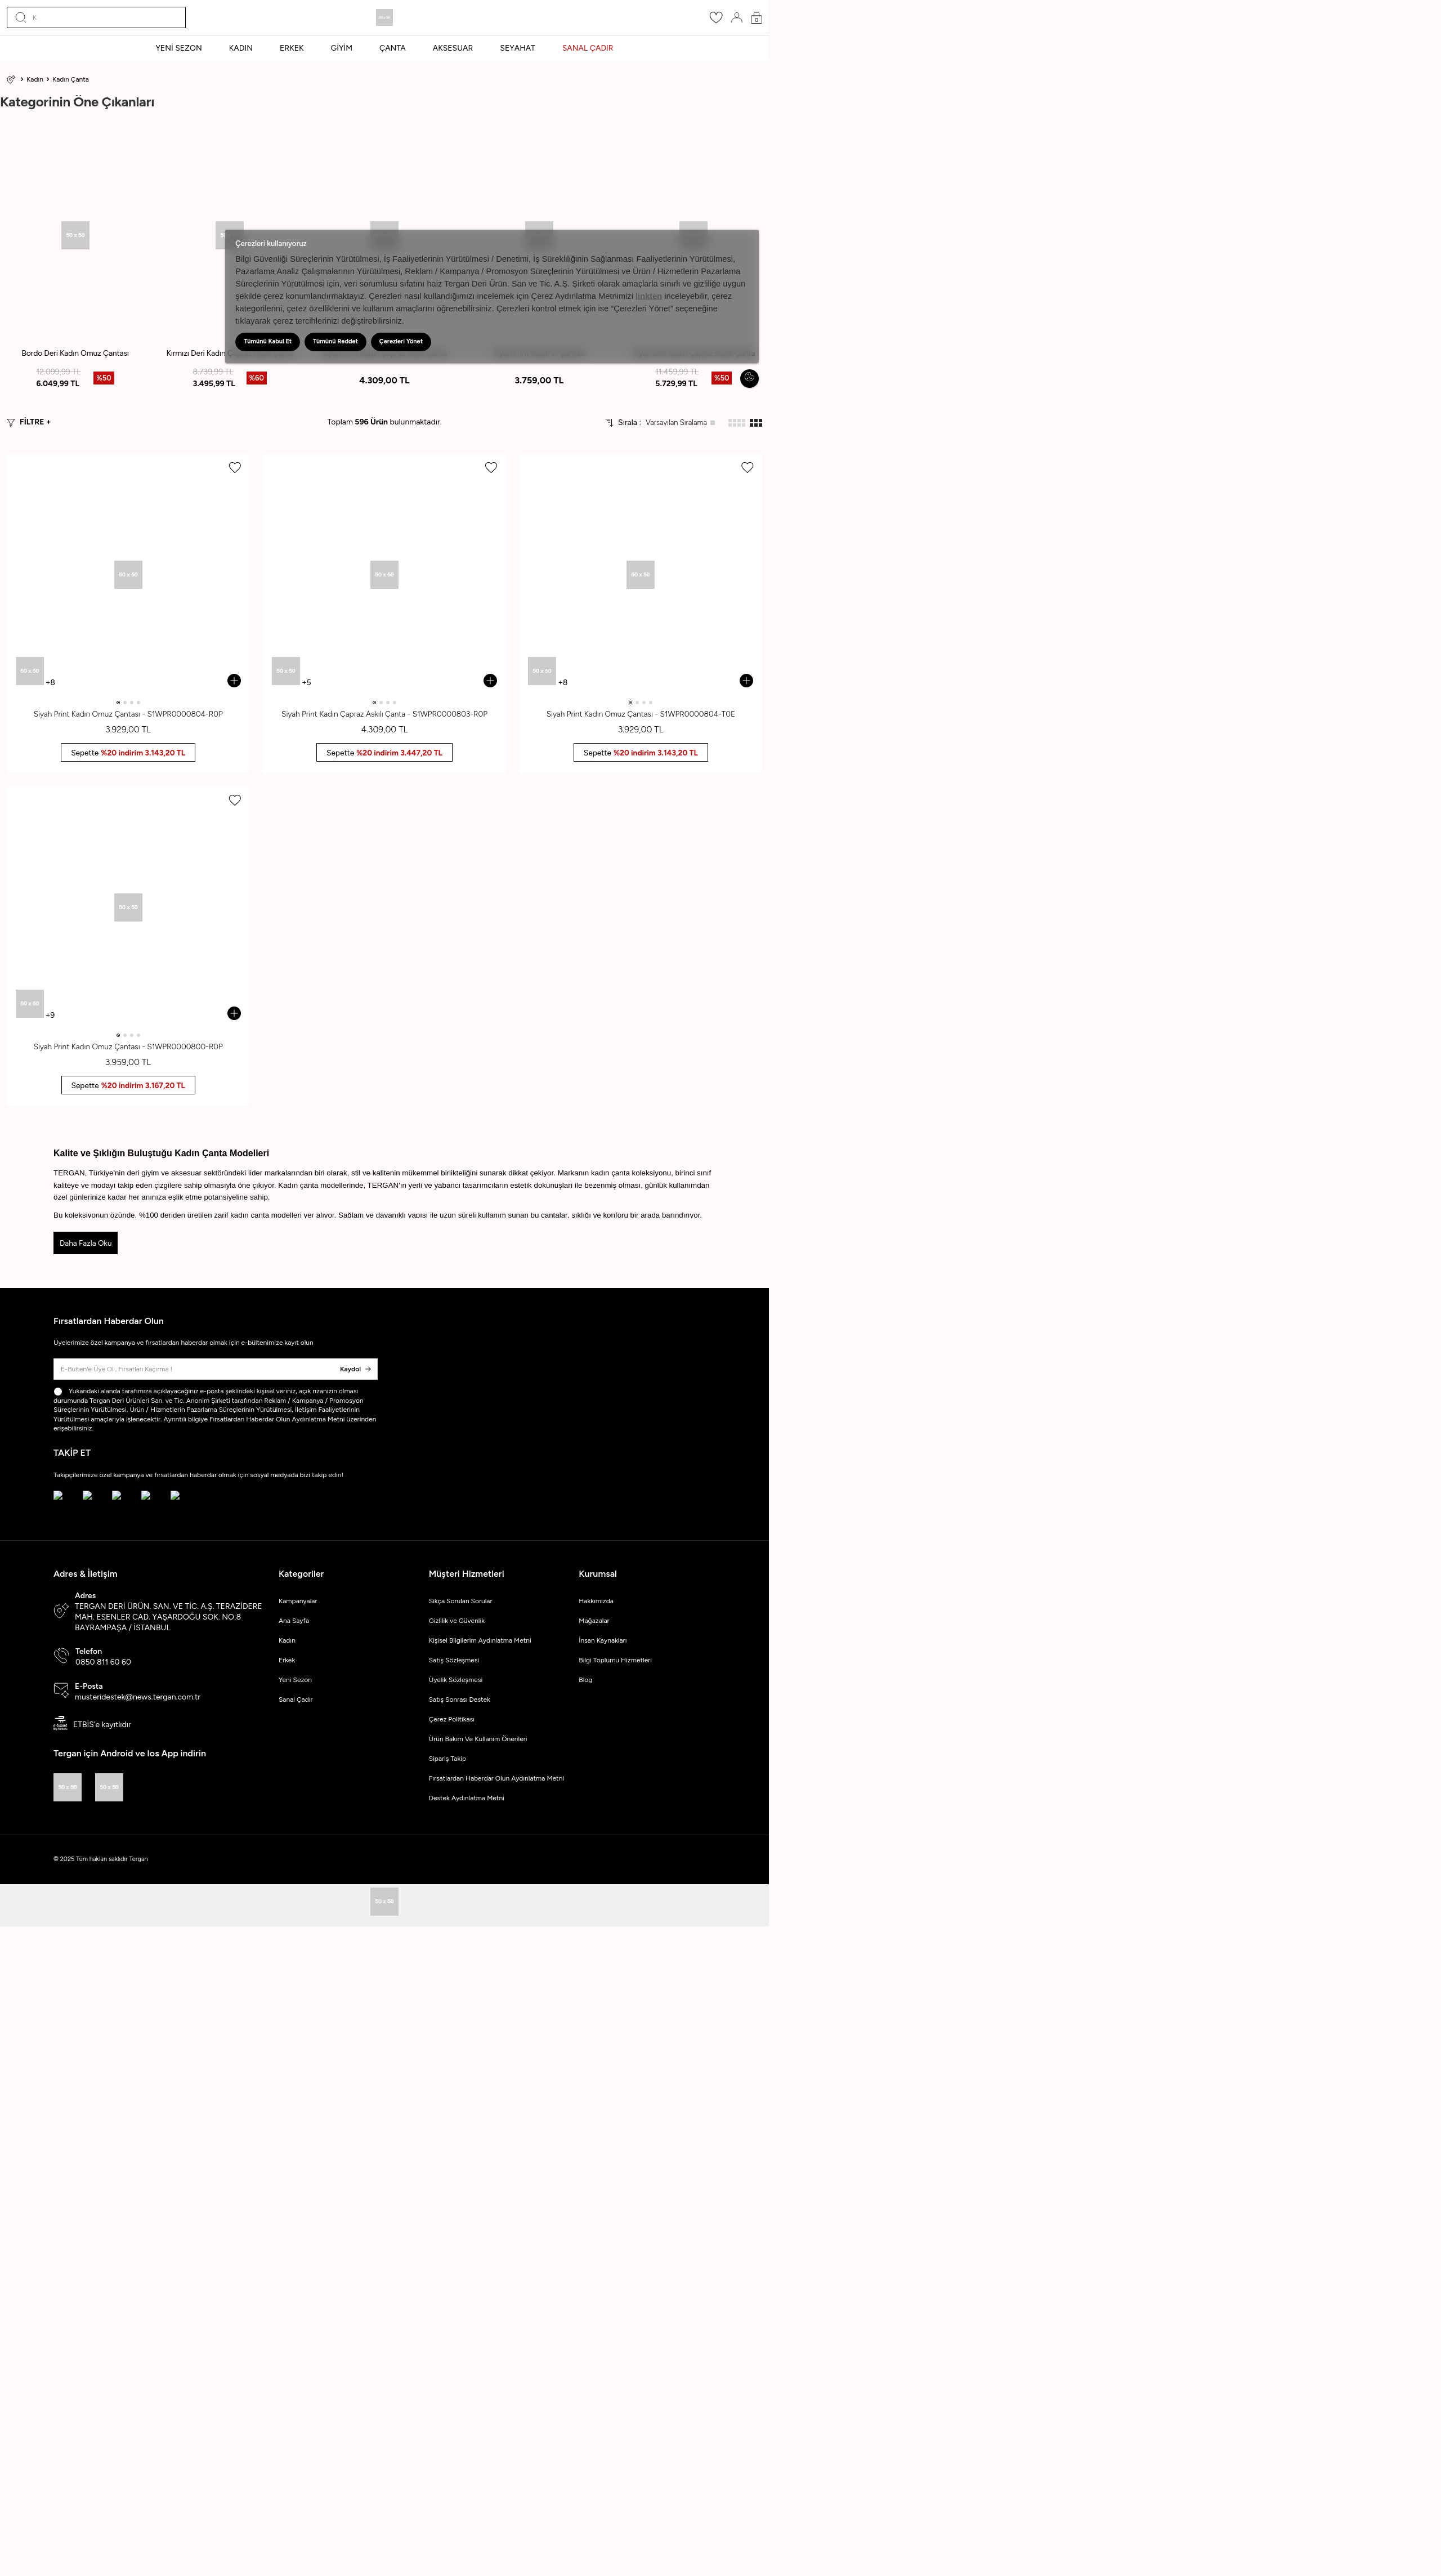 K
YENİ SEZON
KADIN
ERKEK
GİYİM
ÇANTA
AKSESUAR
SEYAHAT
SANAL ÇADIR
Kadın
Kadın Çanta
Kategorinin Öne Çıkanları
50 x 50
Çerezleri kullanıyoruz
Bilgi Güvenliği Süreçlerinin Yürütülmesi, İş Faaliyetlerinin Yürütülmesi / Denetimi, İş Sürekliliğinin Sağlanması Faaliyetlerinin Yürütülmesi,
Pazarlama Analiz Çalışmalarının Yürütülmesi, Reklam / Kampanya / Promosyon Süreçlerinin Yürütülmesi ve Ürün / Hizmetlerin Pazarlama
Süreçlerinin Yürütülmesi için, veri sorumlusu sıfatını haiz Tergan Deri Ürün. San ve Tic. A.Ş. Şirketi olarak amaçlarla sınırlı ve gizliliğe uygun
şekilde çerez konumlandırmaktayız. Çerezleri nasıl kullandığımızı incelemek için Çerez Aydınlatma Metnimizi linkten inceleyebilir, çerez
kategorilerini, çerez özelliklerini ve kullanım amaçlarını öğrenebilirsiniz. Çerezleri kontrol etmek için ise “Çerezleri Yönet” seçeneğine
tıklayarak çerez tercihlerinizi değiştirebilirsiniz.
Tümünü Kabul Et
Tümünü Reddet
Çerezleri Yönet
Bordo Deri Kadın Omuz Çantası
Kırmızı Deri Kadın
12.099,99 TL
6.049,99 TL
%50
8.739,99 TL
3.495,99 TL
%60
4.309,00 TL
3.759,00 TL
11.459,99 TL
5.729,99 TL
%50
FİLTRE +
Toplam 596 Ürün bulunmaktadır.
Sırala :
Varsayılan Sıralama
50 x 50
50 x 50
50 x 50
50 x 50
+8
50 x 50
+5
50 x 50
+8
Siyah Print Kadın Omuz Çantası - S1WPR0000804-R0P
3.929,00 TL
Sepette %20 indirim 3.143,20 TL
Siyah Print Kadın Çapraz Askılı Çanta - S1WPR0000803-R0P
4.309,00 TL
Sepette %20 indirim 3.447,20 TL
Siyah Print Kadın Omuz Çantası - S1WPR0000804-T0E
3.929,00 TL
Sepette %20 indirim 3.143,20 TL
50 x 50
50 x 50
+9
Siyah Print Kadın Omuz Çantası - S1WPR0000800-R0P
3.959,00 TL
Sepette %20 indirim 3.167,20 TL
Kalite ve Şıklığın Buluştuğu Kadın Çanta Modelleri
TERGAN, Türkiye'nin deri giyim ve aksesuar sektöründeki lider markalarından biri olarak, stil ve kalitenin mükemmel birlikteliğini sunarak dikkat çekiyor. Markanın kadın çanta koleksiyonu, birinci sınıf
kaliteye ve modayı takip eden çizgilere sahip olmasıyla öne çıkıyor. Kadın çanta modellerinde, TERGAN'ın yerli ve yabancı tasarımcıların estetik dokunuşları ile bezenmiş olması, günlük kullanımdan
özel günlerinize kadar her anınıza eşlik etme potansiyeline sahip.
Bu koleksiyonun özünde, %100 deriden üretilen zarif kadın çanta modelleri yer alıyor. Sağlam ve dayanıklı yapısı ile uzun süreli kullanım sunan bu çantalar, şıklığı ve konforu bir arada barındırıyor.
Daha Fazla Oku
Fırsatlardan Haberdar Olun
Üyelerimize özel kampanya ve fırsatlardan haberdar olmak için e-bültenimize kayıt olun
E-Bülten'e Üye Ol , Fırsatları Kaçırma !
Kaydol
Yukarıdaki alanda tarafımıza açıklayacağınız e-posta şeklindeki kişisel veriniz, açık rızanızın olması
durumunda Tergan Deri Ürünleri San. ve Tic. Anonim Şirketi tarafından Reklam / Kampanya / Promosyon
Süreçlerinin Yürütülmesi, Ürün / Hizmetlerin Pazarlama Süreçlerinin Yürütülmesi, İletişim Faaliyetlerinin
Yürütülmesi amaçlarıyla işlenecektir. Ayrıntılı bilgiye Fırsatlardan Haberdar Olun Aydınlatma Metni üzerinden
erişebilirsiniz.
TAKİP ET
Takipçilerimize özel kampanya ve fırsatlardan haberdar olmak için sosyal medyada bizi takip edin!
Adres & İletişim
Adres
TERGAN DERİ ÜRÜN. SAN. VE TİC. A.Ş. TERAZİDERE
MAH. ESENLER CAD. YAŞARDOĞU SOK. NO:8
BAYRAMPAŞA / İSTANBUL
Telefon
0850 811 60 60
E-Posta
musteridestek@news.tergan.com.tr
ETBİS'e kayıtlıdır
Tergan için Android ve Ios App indirin
50 x 50
50 x 50
Kategoriler
Kampanyalar
Ana Sayfa
Kadın
Erkek
Yeni Sezon
Sanal Çadır
Müşteri Hizmetleri
Sıkça Sorulan Sorular
Gizlilik ve Güvenlik
Kişisel Bilgilerim Aydınlatma Metni
Satış Sözleşmesi
Üyelik Sözleşmesi
Satış Sonrası Destek
Çerez Politikası
Ürün Bakım Ve Kullanım Önerileri
Sipariş Takip
Fırsatlardan Haberdar Olun Aydınlatma Metni
Destek Aydınlatma Metni
Kurumsal
Hakkımızda
Mağazalar
İnsan Kaynakları
Bilgi Toplumu Hizmetleri
Blog
© 2025 Tüm hakları saklıdır Tergan
50 x 50